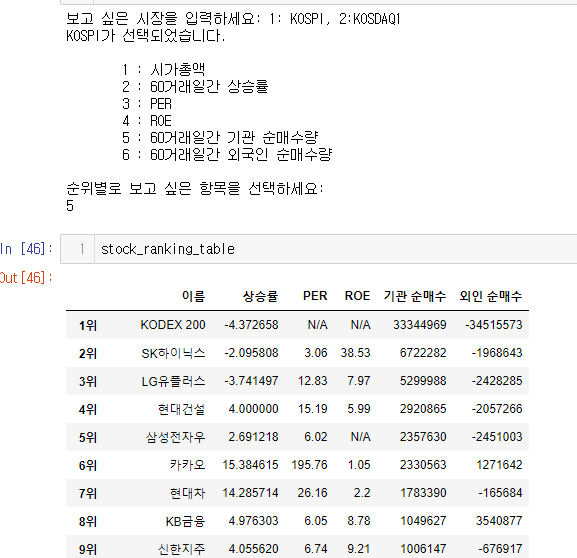 보고 싶은 시장을 입력하세요: 1: KOSPI, 2:KOSDAQ1
KOSPI가 선택되었습니다.
1 : 시가총액
2 : 60거래일간 상승률
3 : PER
4 : ROE
5 : 60거래일간 기관 순매수량
6 : 60거래일간 외국인 순매수량
순위별로 보고 싶은 항목을 선택하세요:
5
In [46]: 1 stock_ranking_table
Out[46]:
이름 상승률 PER ROE 기관 순매수 외인 순매수
1위 KODEX 200 -4.372658 N/A N/A 33344969 -34515573
2위 SK하이닉스 -2.095808 3.06 38.53 6722282 -1968643
3위 LG유플러스 -3.741497 12.83 7.97 5299988 -2428285
4위 현대건설 4.000000 15.19 5.99 2920865 -2057266
5위 삼성전자우 2.691218 6.02 N/A 2357630 -2451003
6위 카카오 15.384615 195.76 1.05 2330563 1271642
7위 현대차 14.285714 26.16 2.2 1783390 -165684
8위 KB금융 4.976303 6.05 8.78 1049627 3540877
9위 신한지주 4.055620 6.74 9.21 1006147 -676917